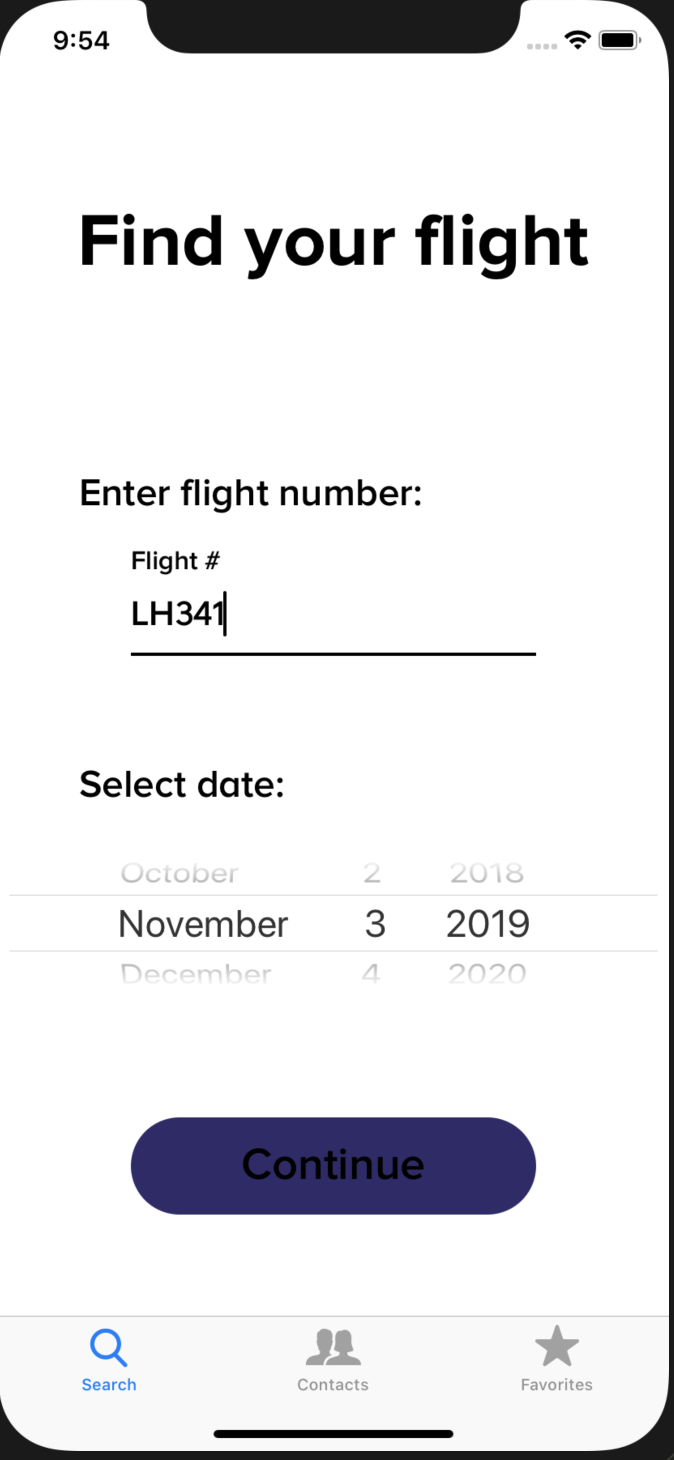 9:54
Find your flight
Enter flight number:
Flight #
LH341
Select date:
October 2 2018
November 3 2019
December 4 2020
Continue
Search Contacts Favorites